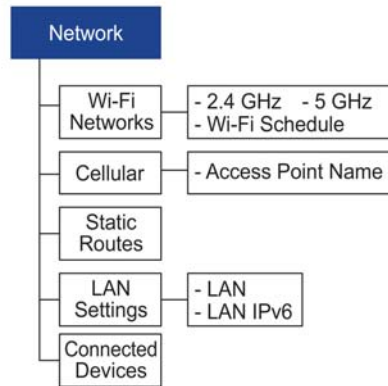 Network
Wi-Fi
Networks
- 2.4 GHz - 5 GHz
- Wi-Fi Schedule
Cellular
- Access Point Name
Static
Routes
LAN
Settings
- LAN
- LAN IPv6
Connected
Devices